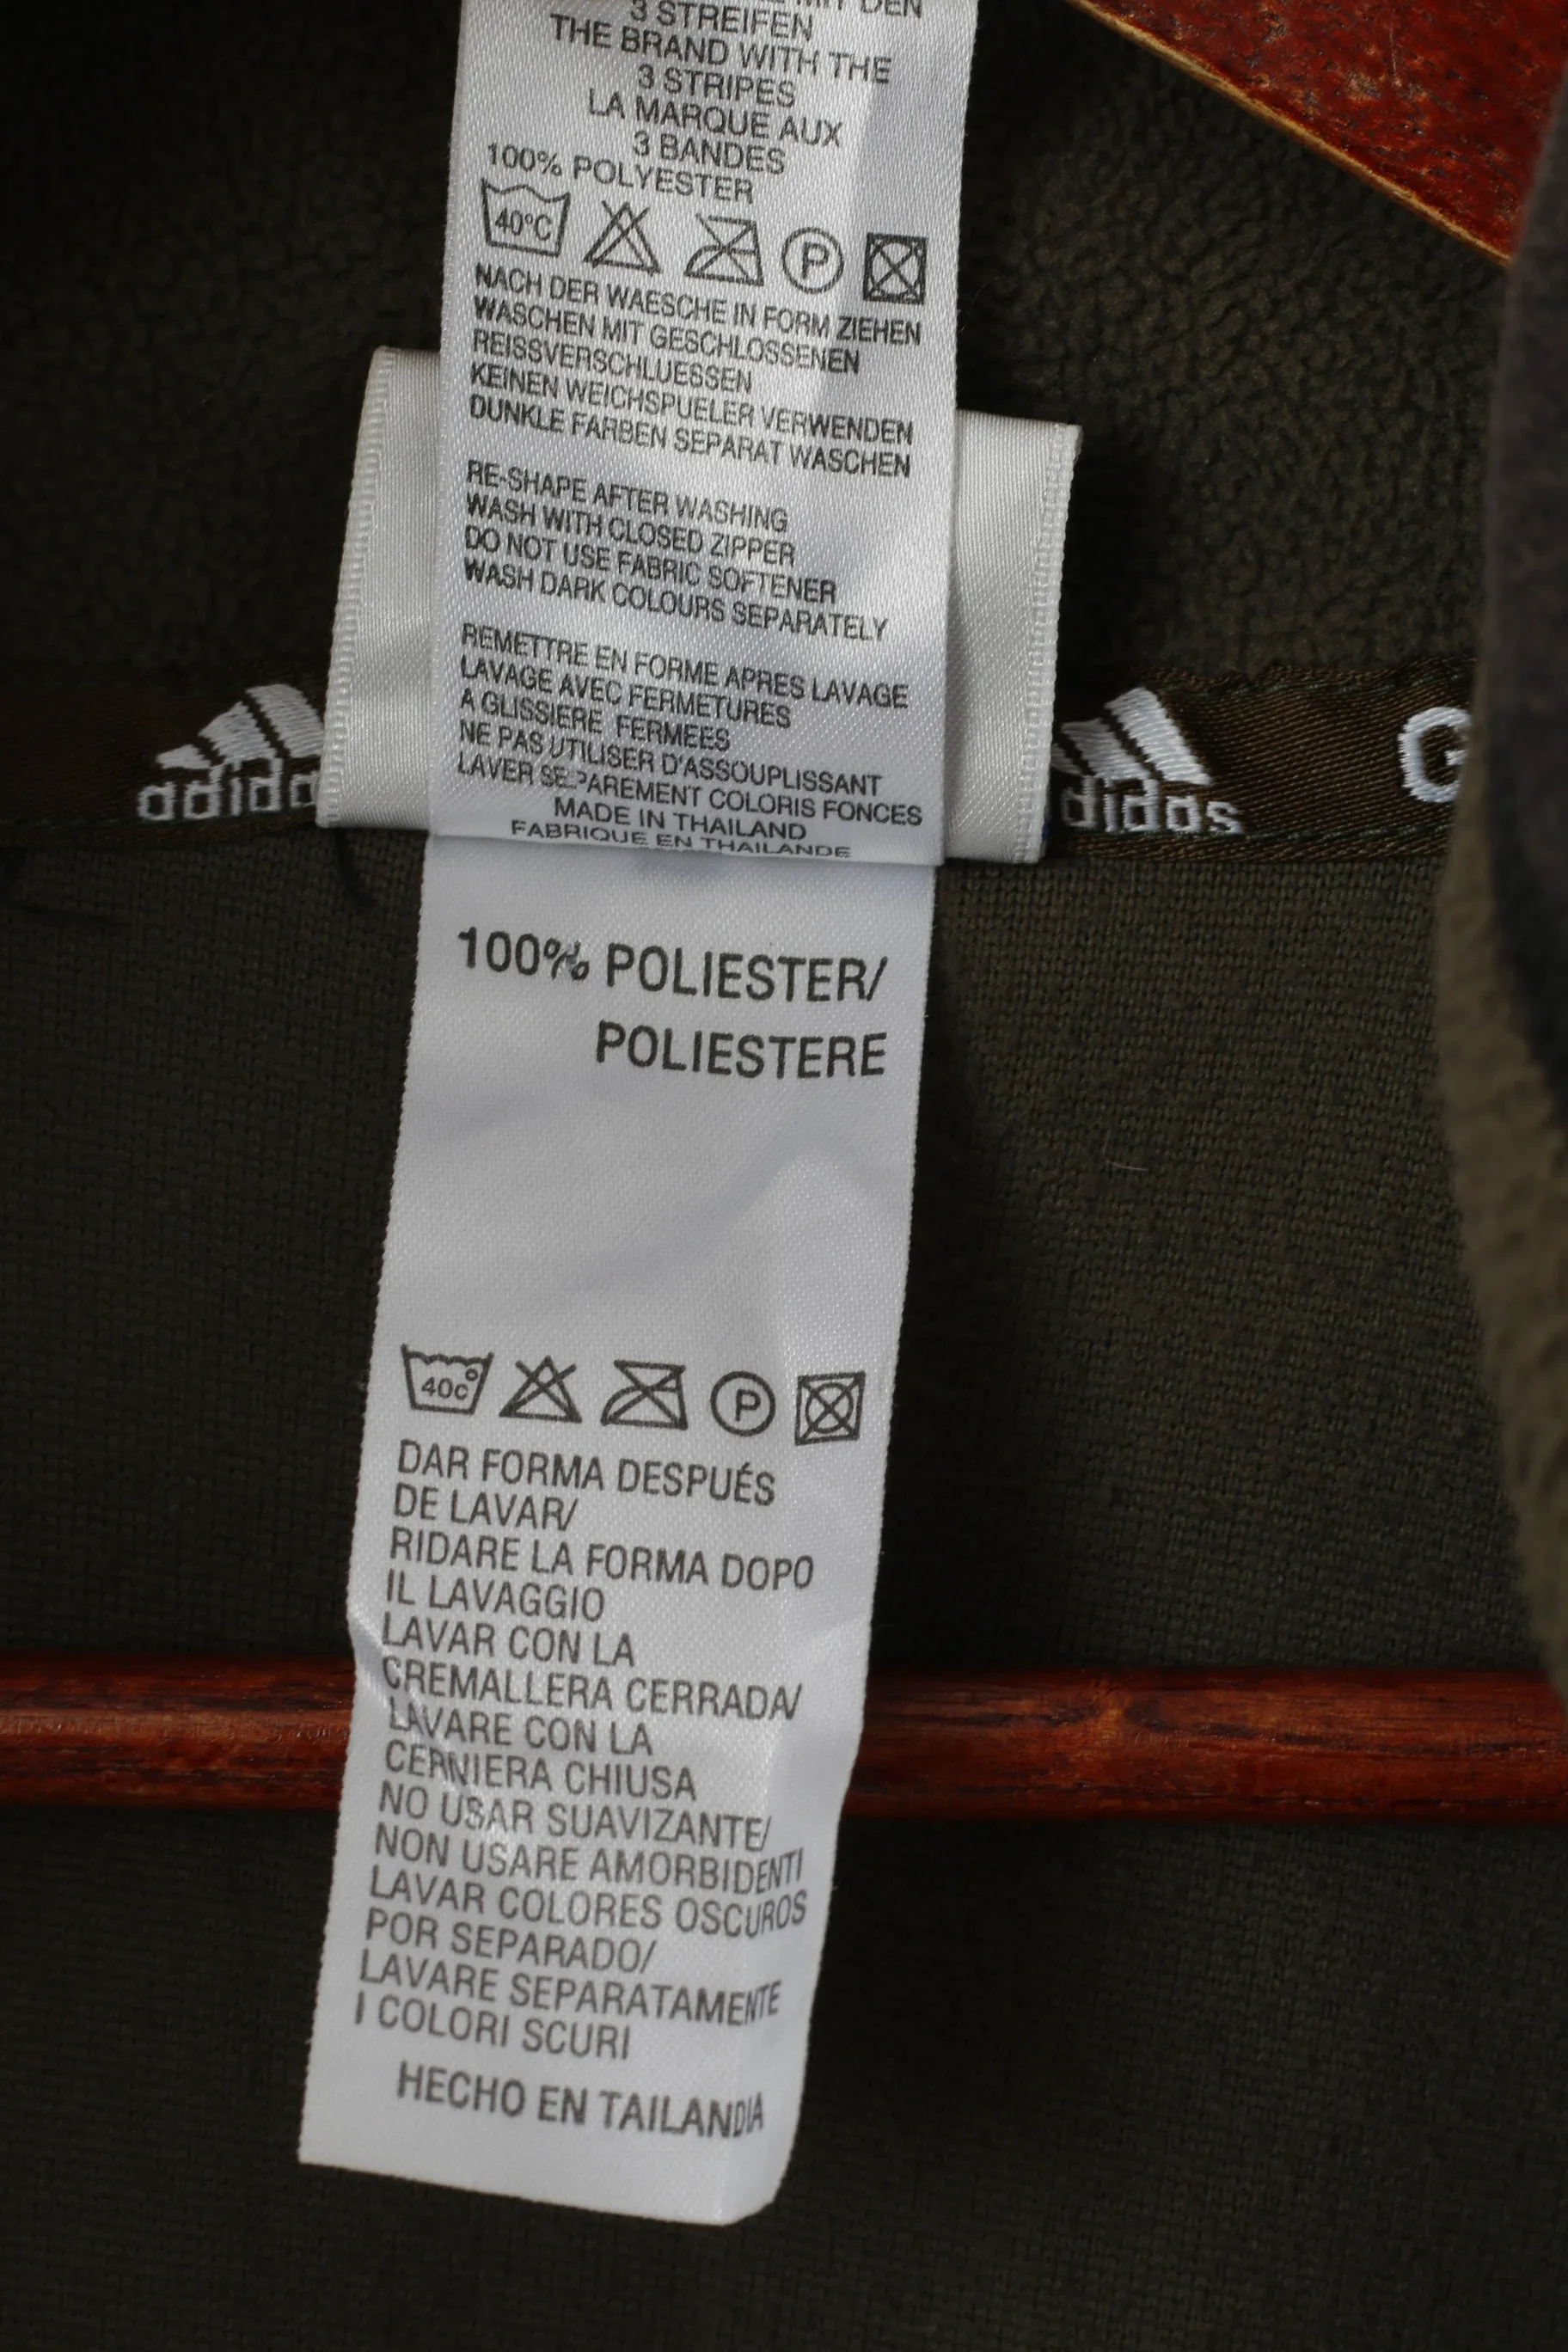 MIT DEN
3 STREIFEN
THE BRAND WITH THE
3 STRIPES
LA MARQUE AUX
3 BANDES
100% POLYESTER
40°C
P
NACH DER WAESCHE IN FORM ZIEHEN
WASCHEN MIT GESCHLOSSENEN
REISSVERSCHLUESSEN
KEINEN WEICHSPUELER VERWENDEN
DUNKLE FARBEN SEPARAT WASCHEN
RE-SHAPE AFTER WASHING
WASH WITH CLOSED ZIPPER
DO NOT USE FABRIC SOFTENER
WASH DARK COLOURS SEPARATELY
REMETTRE EN FORME APRES LAVAGE
LAVAGE AVEC FERMETURES
A GLISSIERE FERMEES
NE PAS UTILISER D'ASSOUPLISSANT
LAVER SEPAREMENT COLORIS FONCES
MADE IN THAILAND
FABRIQUE EN THAILANDE
adidas
adidas
G
100% POLIESTER/
POLIESTERE
40c°
P
DAR FORMA DESPUÉS
DE LAVAR/
RIDARE LA FORMA DOPO
IL LAVAGGIO
LAVAR CON LA
CREMALLERA CERRADA/
LAVARE CON LA
CERNIERA CHIUSA
NO USAR SUAVIZANTE/
NON USARE AMORBIDENTI
LAVAR COLORES OSCUROS
POR SEPARADO/
LAVARE SEPARATAMENTE
I COLORI SCURI
HECHO EN TAILANDIA